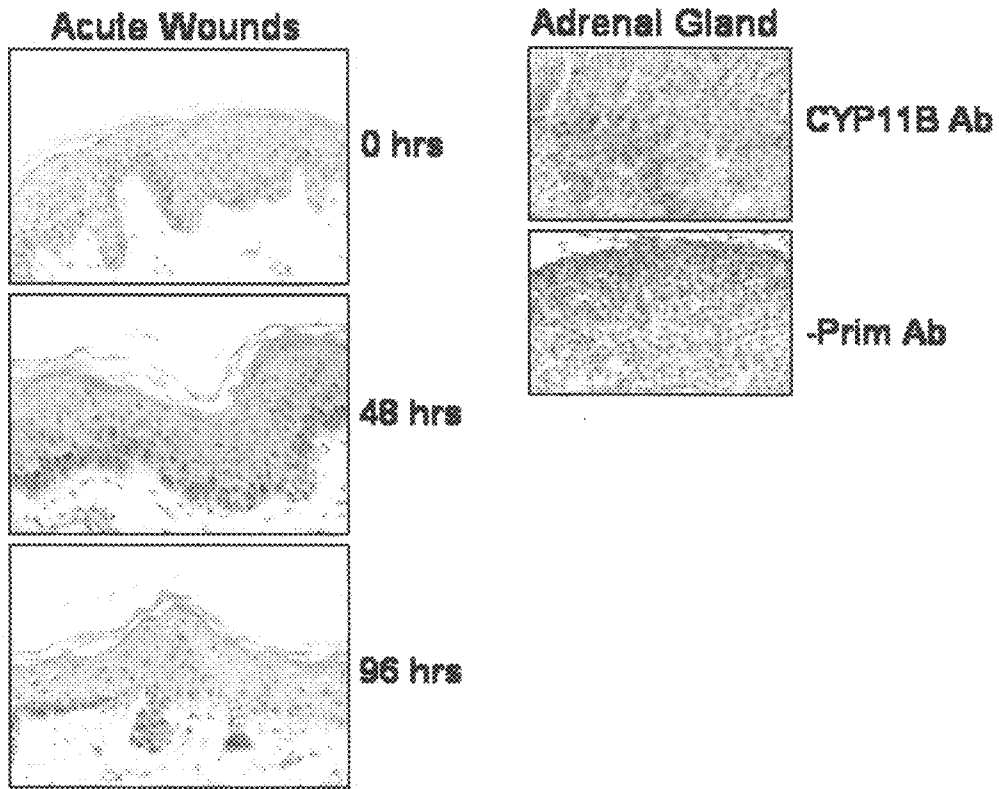 Acute Wounds
0 hrs
48 hrs
96 hrs
Adrenal Gland
CYP11B Ab
-Prim Ab